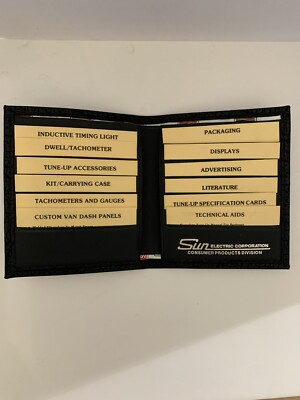 INDUCTIVE TIMING LIGHT
DWELL/TACHOMETER
TUNE-UP ACCESSORIES
KIT/CARRYING CASE
TACHOMETERS AND GAUGES
CUSTOM VAN DASH PANELS
PACKAGING
DISPLAYS
ADVERTISING
LITERATURE
TUNE-UP SPECIFICATION CARDS
TECHNICAL AIDS
Sun ELECTRIC CORPORATION
CONSUMER PRODUCTS DIVISION